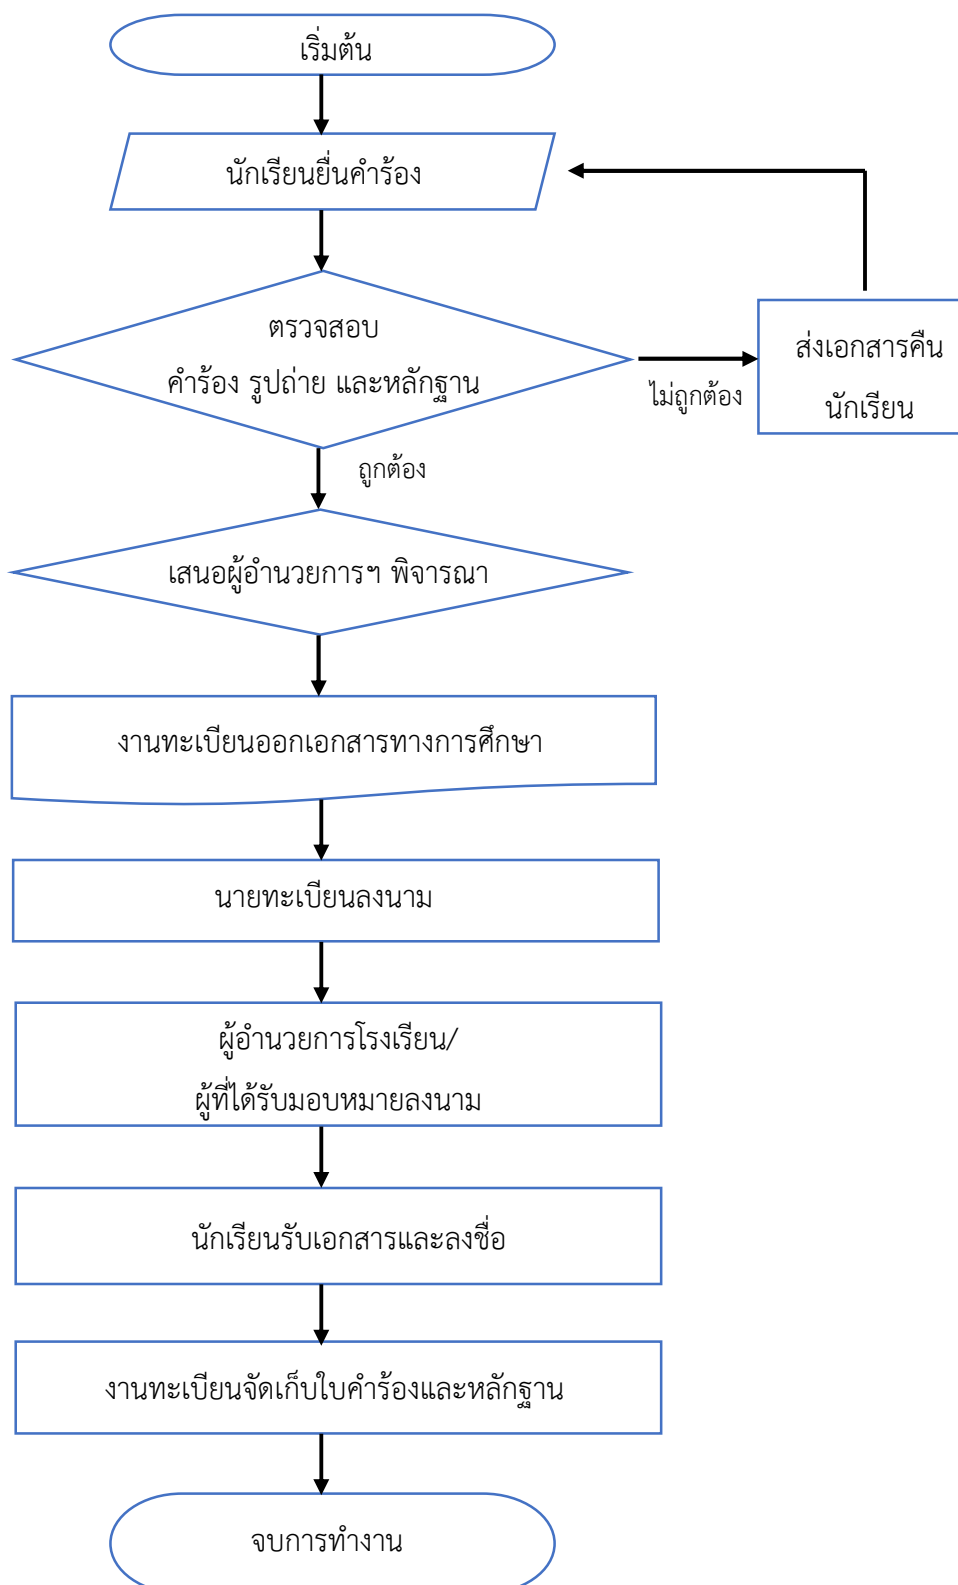 เริ่มต้น
นักเรียนยื่นคำร้อง
ตรวจสอบ
คำร้อง รูปถ่าย และหลักฐาน
ไม่ถูกต้อง
ส่งเอกสารคืน
นักเรียน
ถูกต้อง
เสนอผู้อำนวยการฯ พิจารณา
งานทะเบียนออกเอกสารทางการศึกษา
นายทะเบียนลงนาม
ผู้อำนวยการโรงเรียน/
ผู้ที่ได้รับมอบหมายลงนาม
นักเรียนรับเอกสารและลงชื่อ
งานทะเบียนจัดเก็บใบคำร้องและหลักฐาน
จบการทำงาน